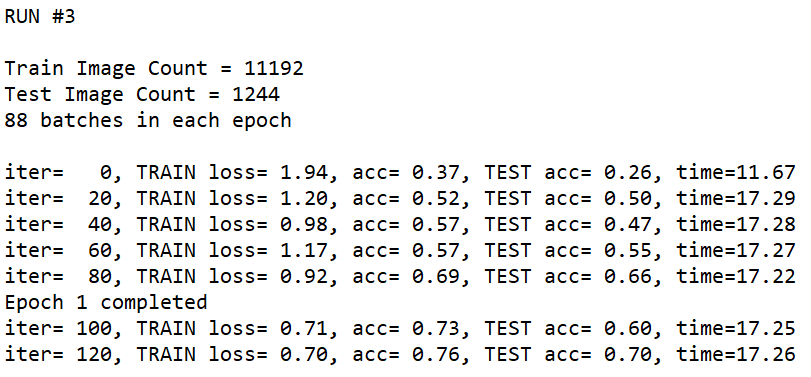 RUN #3
Train Image Count = 11192
Test Image Count = 1244
88 batches in each epoch
iter=   0, TRAIN loss= 1.94, acc= 0.37, TEST acc= 0.26, time=11.67
iter=  20, TRAIN loss= 1.20, acc= 0.52, TEST acc= 0.50, time=17.29
iter=  40, TRAIN loss= 0.98, acc= 0.57, TEST acc= 0.47, time=17.28
iter=  60, TRAIN loss= 1.17, acc= 0.57, TEST acc= 0.55, time=17.27
iter=  80, TRAIN loss= 0.92, acc= 0.69, TEST acc= 0.66, time=17.22
Epoch 1 completed
iter= 100, TRAIN loss= 0.71, acc= 0.73, TEST acc= 0.60, time=17.25
iter= 120, TRAIN loss= 0.70, acc= 0.76, TEST acc= 0.70, time=17.26